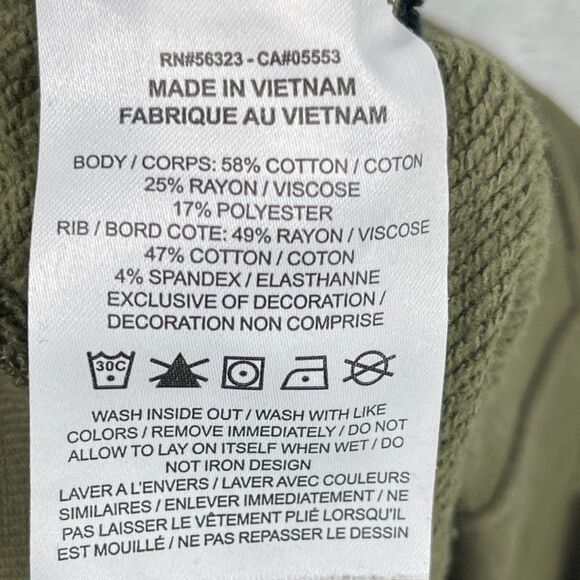 RN#56323 - CA#05553
MADE IN VIETNAM
FABRIQUE AU VIETNAM
BODY / CORPS: 58% COTTON / COTON
25% RAYON / VISCOSE
17% POLYESTER
RIB / BORD COTE: 49% RAYON / VISCOSE
47% COTTON / COTON
4% SPANDEX / ELASTHANNE
EXCLUSIVE OF DECORATION /
DECORATION NON COMPRISE
30C
WASH INSIDE OUT / WASH WITH LIKE
COLORS / REMOVE IMMEDIATELY / DO NOT
ALLOW TO LAY ON ITSELF WHEN WET / DO
NOT IRON DESIGN
LAVER A L'ENVERS / LAVER AVEC COULEURS
SIMILAIRES / ENLEVER IMMEDIATEMENT / NE
PAS LAISSER LE VÊTEMENT PLIÉ LORSQU'IL
EST MOUILLÉ / NE PAS REPASSER LE DESSIN